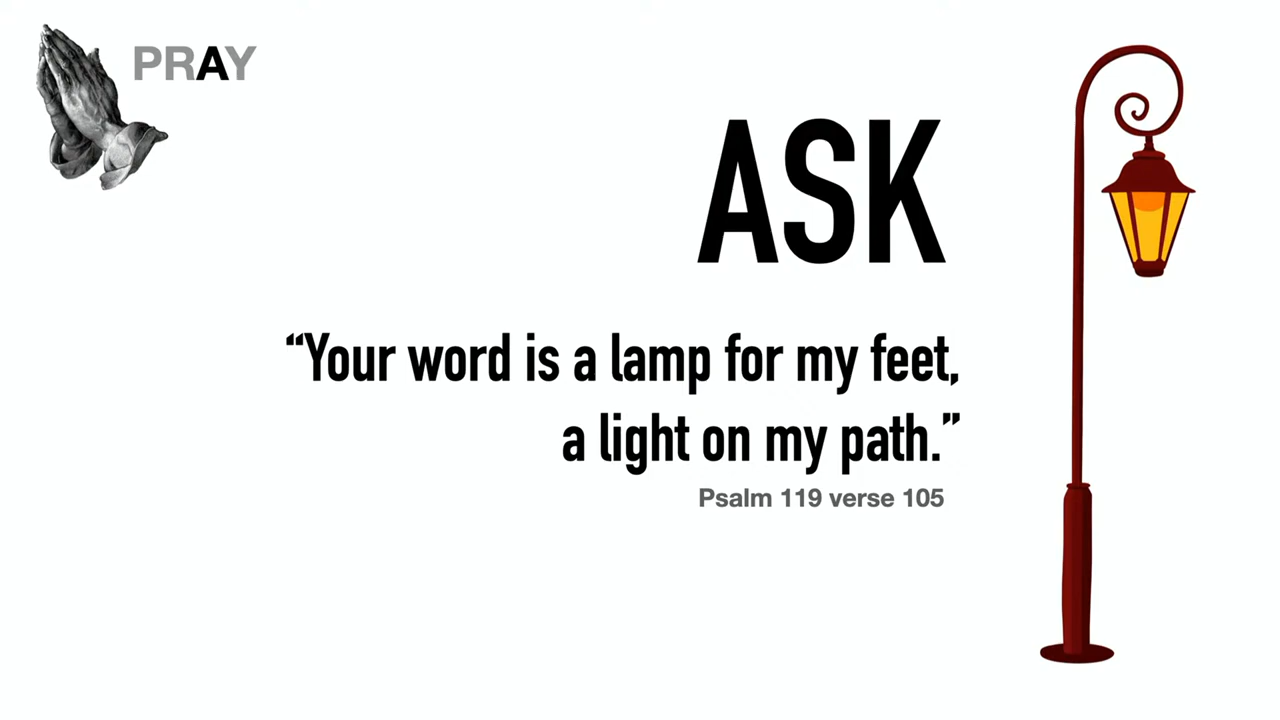 PRAY
ASK
“Your word is a lamp for my feet,
a light on my path.”
Psalm 119 verse 105